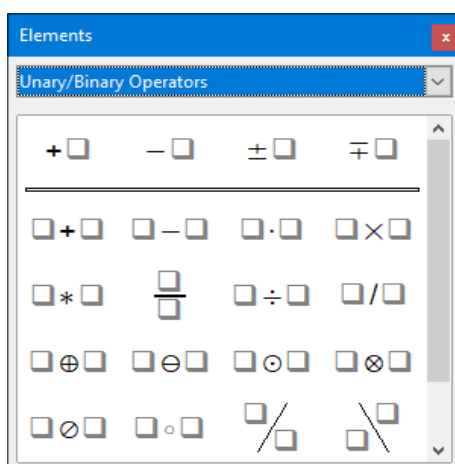 Elements
x
Unary/Binary Operators
+□ −□ ±□ ∓□
□+□ □−□ □·□ □×□
□∗□ □/□ □÷□ □/□
□⊕□ □⊖□ □⊙□ □⊗□
□⊘□ □∘□ □∕□ □∖□